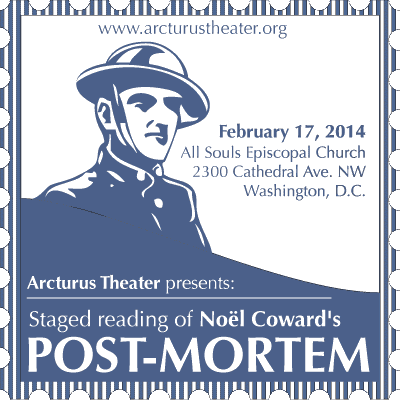 www.arcturustheater.org
February 17, 2014
All Souls Episcopal Church
2300 Cathedral Ave. NW
Washington, D.C.
Arcturus Theater presents:
Staged reading of Noël Coward's
POST-MORTEM